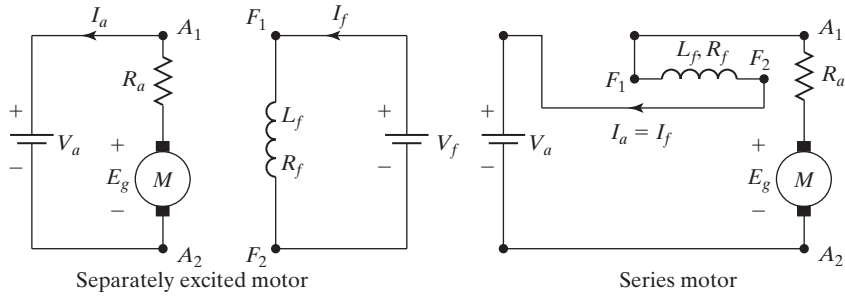 I_a
A_1
R_a
+
−
V_a
+
E_g
M
−
A_2
F_1
I_f
L_f
R_f
+
−
V_f
F_2
Separately excited motor
A_1
L_f, R_f
F_1
F_2
R_a
I_a = I_f
+
−
V_a
+
E_g
M
−
A_2
Series motor